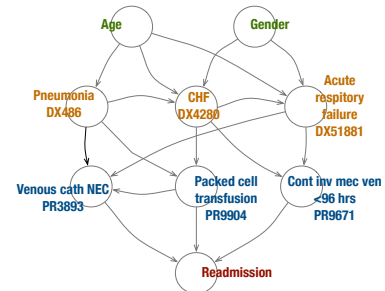 Age
Gender
Pneumonia
DX486
CHF
DX4280
Acute
respitory
failure
DX51881
Venous cath NEC
PR3893
Packed cell
transfusion
PR9904
Cont inv mec ven
<96 hrs
PR9671
Readmission